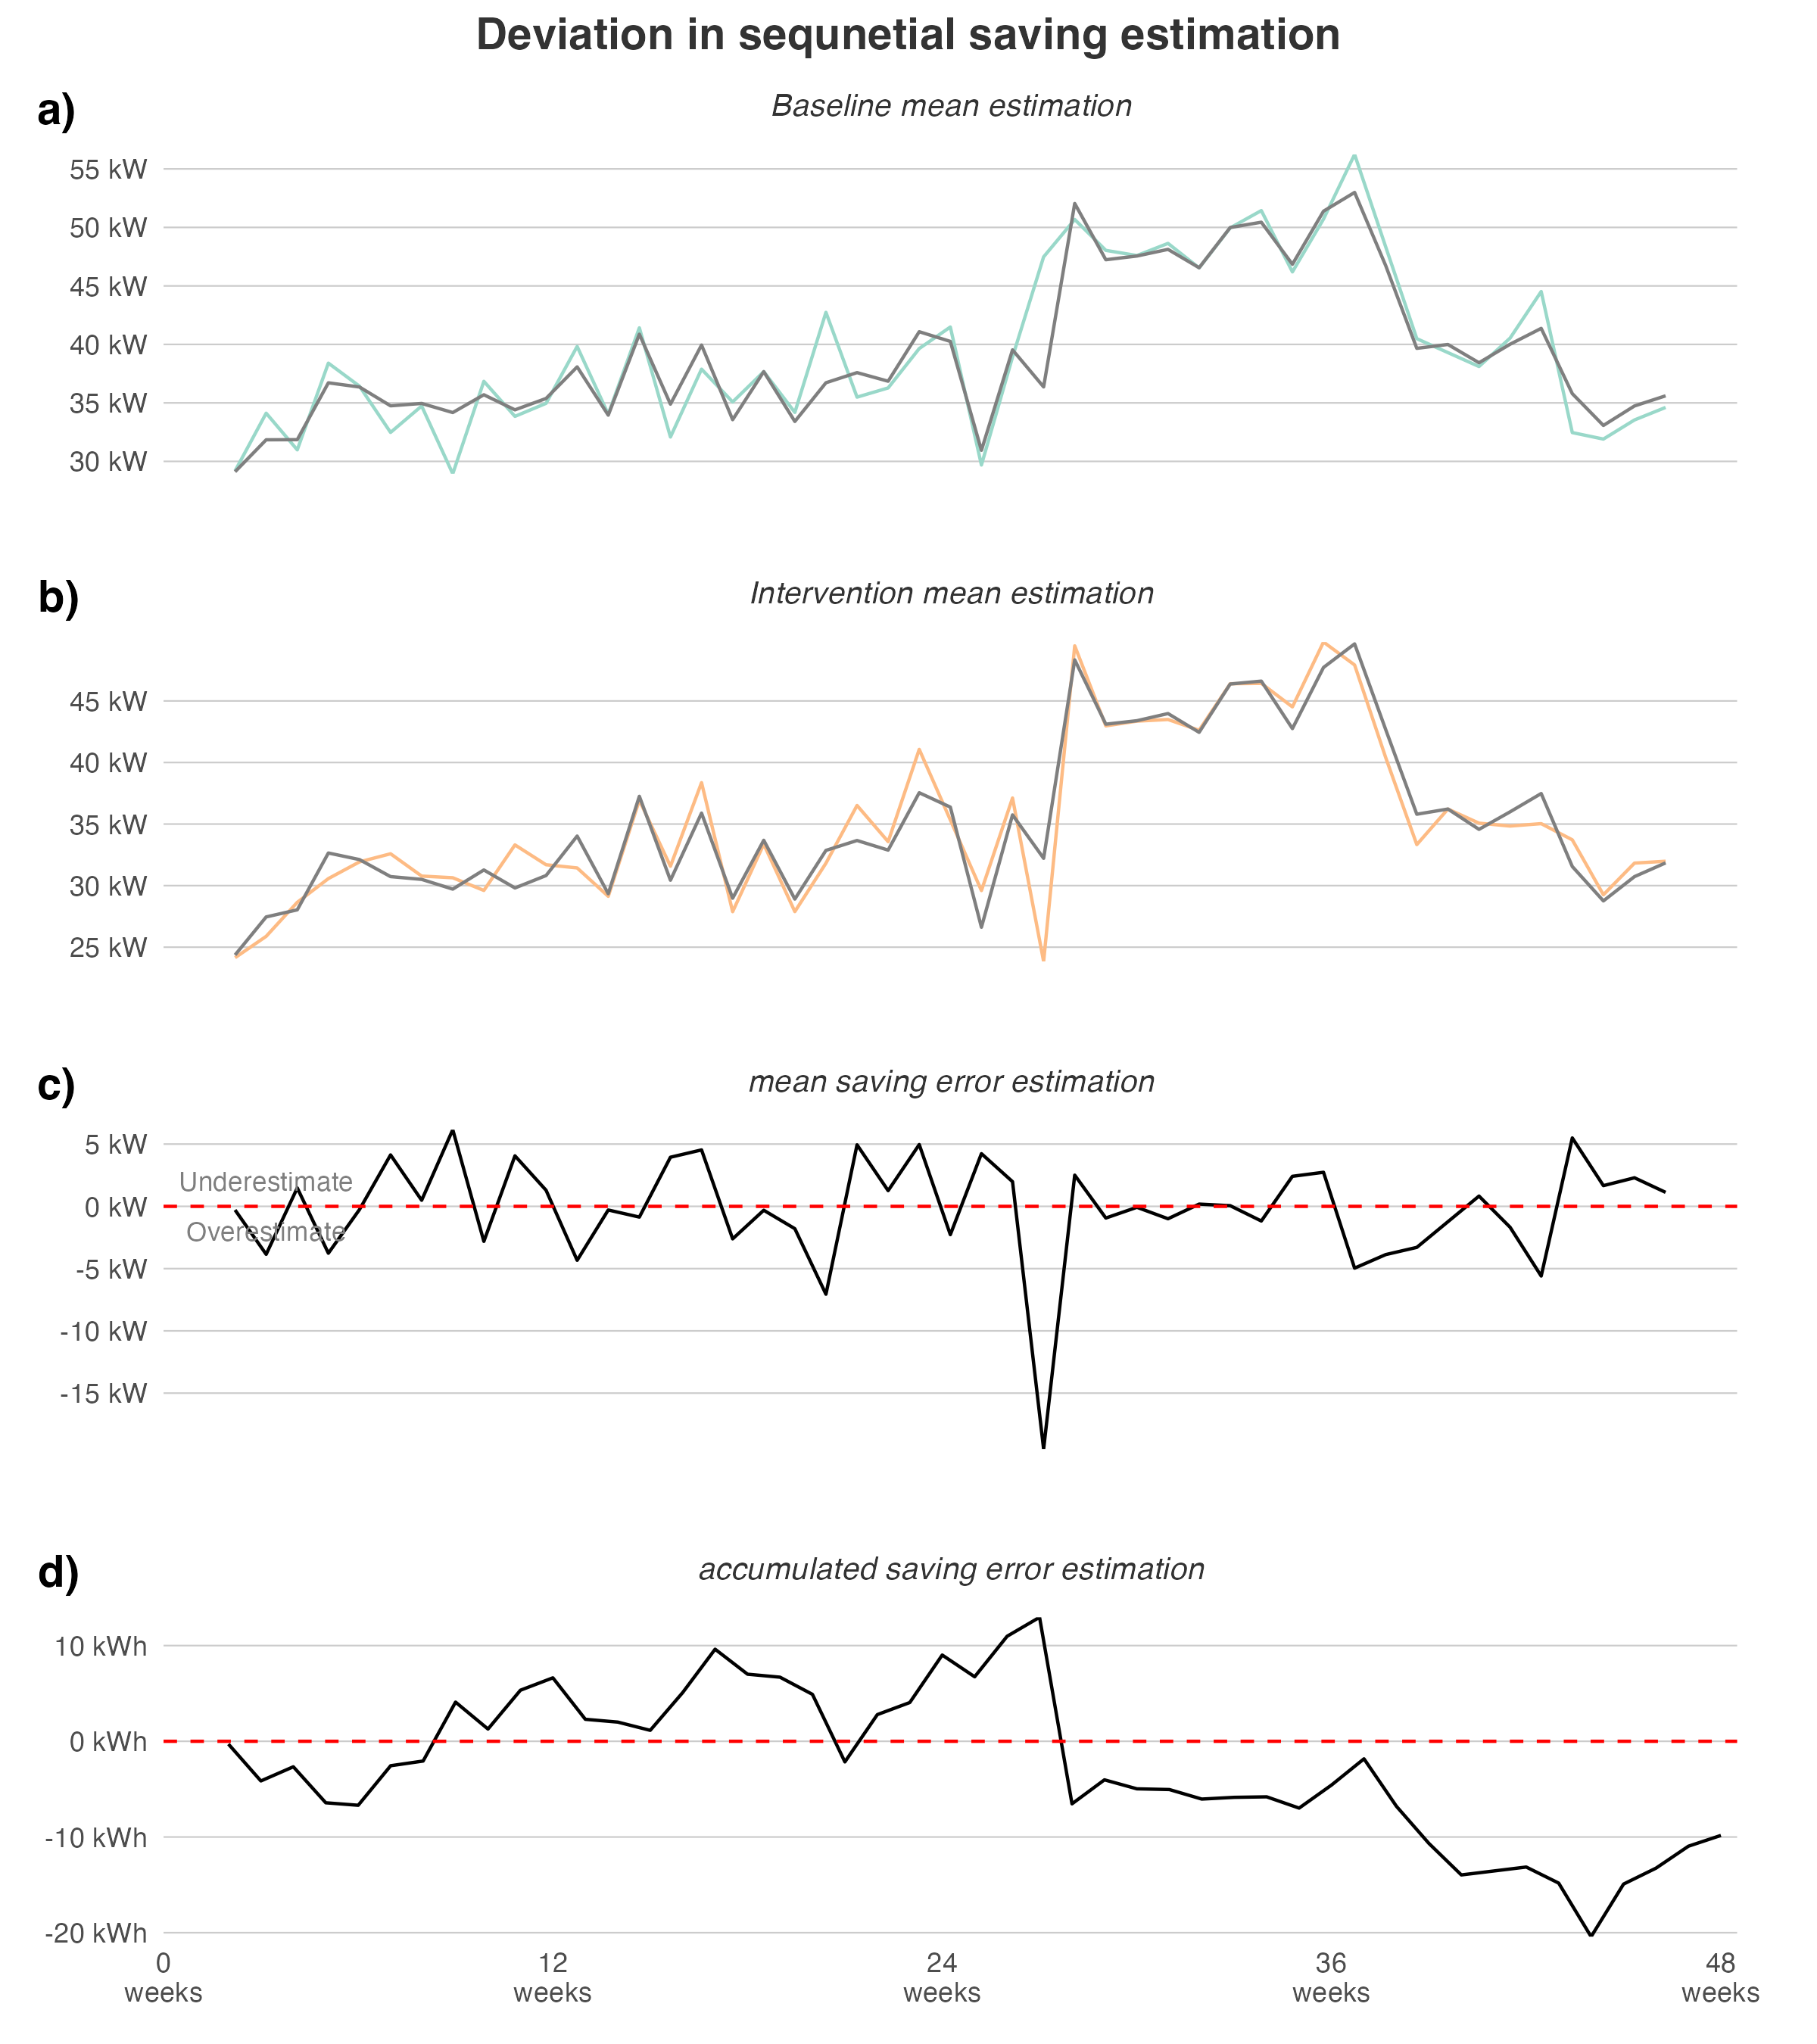 Deviation in sequnetial saving estimation
a)
Baseline mean estimation
55 kW
50 kW
45 kW
40 kW
35 kW
30 kW
b)
Intervention mean estimation
45 kW
40 kW
35 kW
30 kW
25 kW
c)
mean saving error estimation
5 kW
Underestimate
0 kW
Overestimate
-5 kW
-10 kW
-15 kW
d)
accumulated saving error estimation
10 kWh
0 kWh
-10 kWh
-20 kWh
0 12 24 36 48
weeks weeks weeks weeks weeks